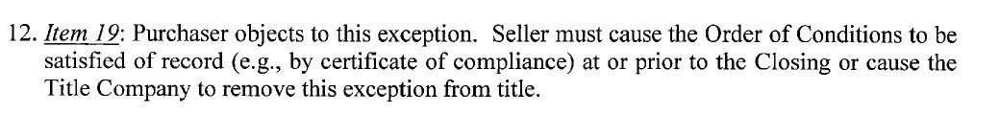 12. Item 19: Purchaser objects to this exception. Seller must cause the Order of Conditions to be
satisfied of record (e.g., by certificate of compliance) at or prior to the Closing or cause the
Title Company to remove this exception from title.